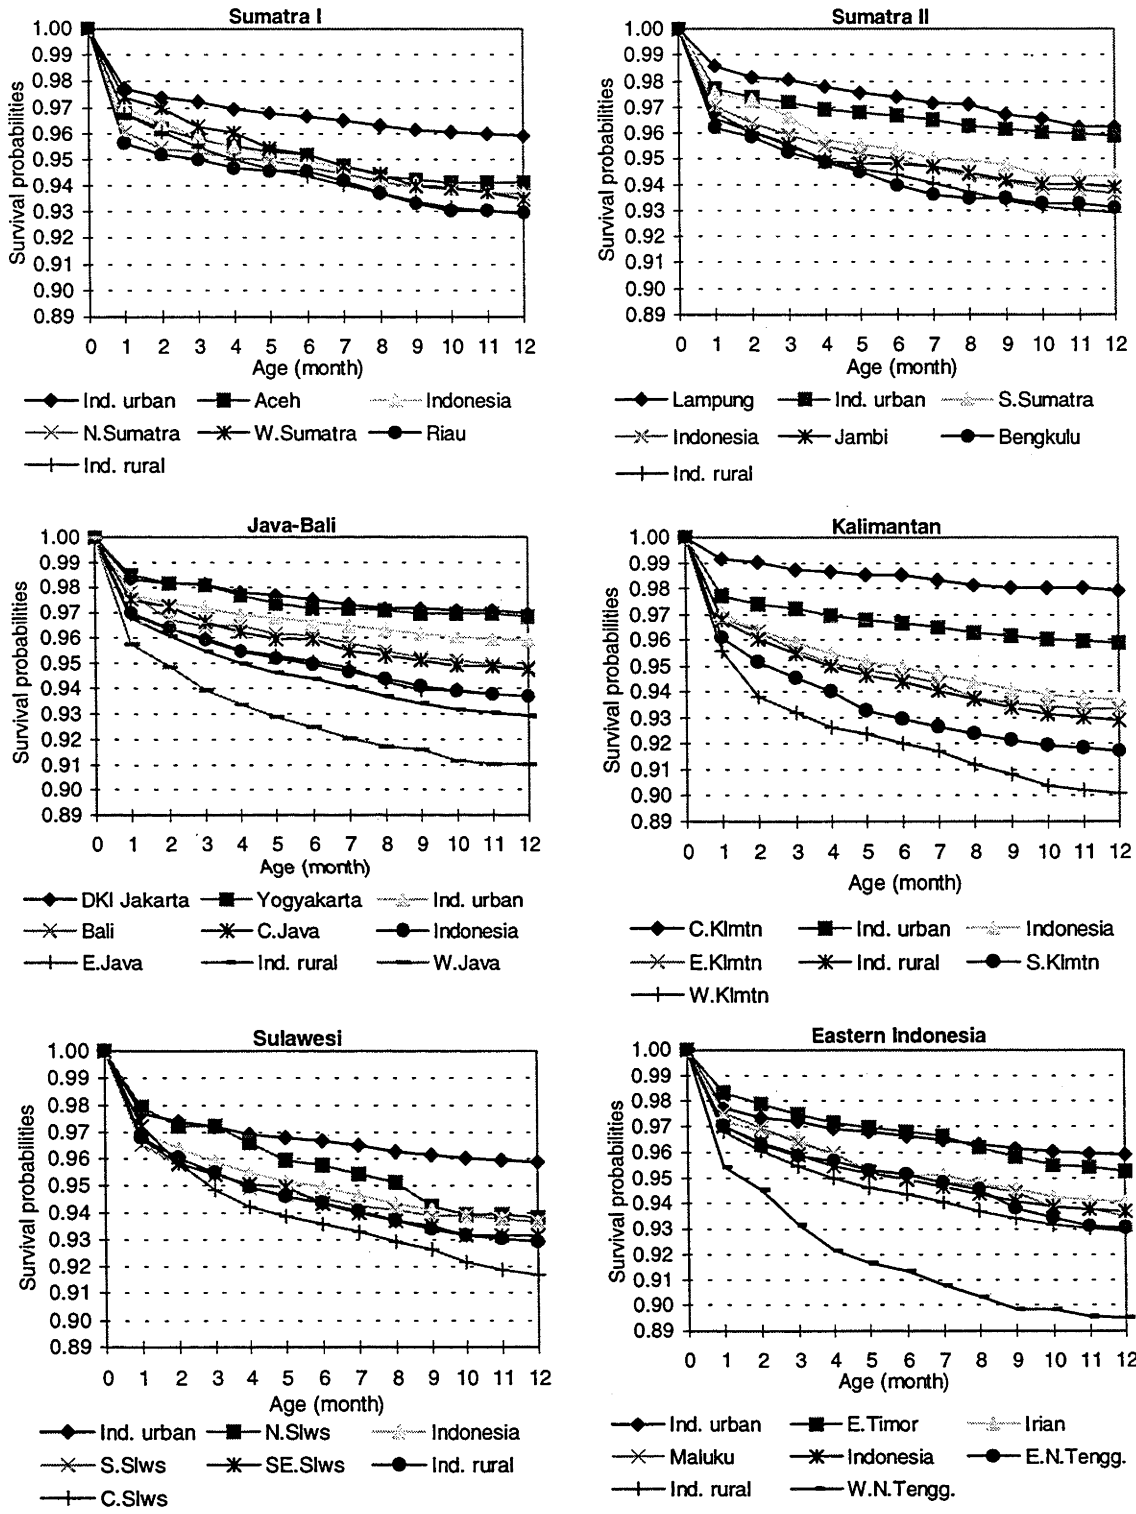 Sumatra I
Survival probabilities
1.00
0.99
0.98
0.97
0.96
0.95
0.94
0.93
0.92
0.91
0.90
0.89
0 1 2 3 4 5 6 7 8 9 10 11 12
Age (month)
Ind. urban Aceh Indonesia
N.Sumatra W.Sumatra Riau
Ind. rural
Sumatra II
Survival probabilities
1.00
0.99
0.98
0.97
0.96
0.95
0.94
0.93
0.92
0.91
0.90
0.89
0 1 2 3 4 5 6 7 8 9 10 11 12
Age (month)
Lampung Ind. urban S.Sumatra
Indonesia Jambi Bengkulu
Ind. rural
Java-Bali
Survival probabilities
1.00
0.99
0.98
0.97
0.96
0.95
0.94
0.93
0.92
0.91
0.90
0.89
0 1 2 3 4 5 6 7 8 9 10 11 12
Age (month)
DKI Jakarta Yogyakarta Ind. urban
Bali C.Java Indonesia
E.Java Ind. rural W.Java
Kalimantan
Survival probabilities
1.00
0.99
0.98
0.97
0.96
0.95
0.94
0.93
0.92
0.91
0.90
0.89
0 1 2 3 4 5 6 7 8 9 10 11 12
Age (month)
C.Klmtn Ind. urban Indonesia
E.Klmtn Ind. rural S.Klmtn
W.Klmtn
Sulawesi
Survival probabilities
1.00
0.99
0.98
0.97
0.96
0.95
0.94
0.93
0.92
0.91
0.90
0.89
0 1 2 3 4 5 6 7 8 9 10 11 12
Age (month)
Ind. urban N.Slws Indonesia
S.Slws SE.Slws Ind. rural
C.Slws
Eastern Indonesia
Survival probabilities
1.00
0.99
0.98
0.97
0.96
0.95
0.94
0.93
0.92
0.91
0.90
0.89
0 1 2 3 4 5 6 7 8 9 10 11 12
Age (month)
Ind. urban E.Timor Irian
Maluku Indonesia E.N.Tengg.
Ind. rural W.N.Tengg.